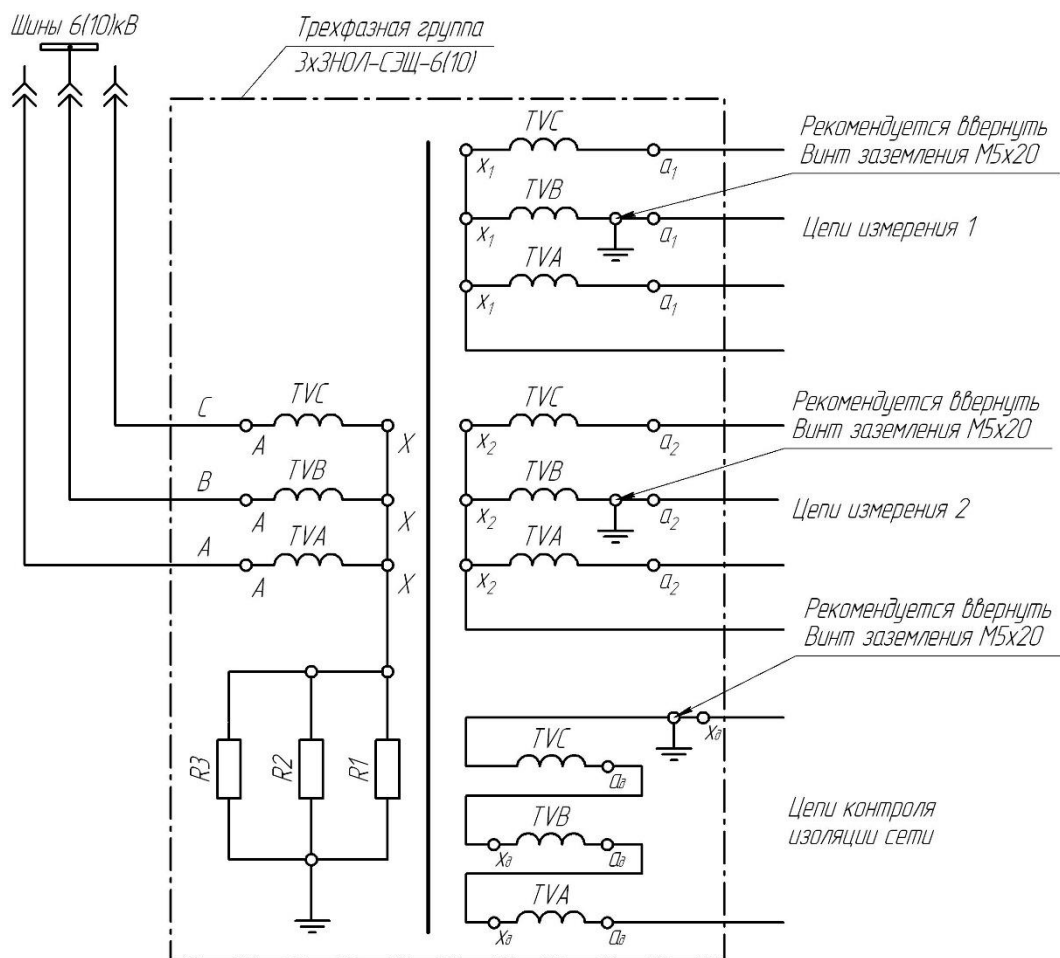 Шины 6(10)кВ
Трехфазная группа
3хЗНОЛ-СЭЩ-6(10)
TVC
x1
a1
Рекомендуется ввернуть
Винт заземления М5х20
TVB
x1
a1
Цепи измерения 1
TVA
x1
a1
C
TVC
A
X
B
TVB
A
X
A
TVA
A
X
TVC
x2
a2
Рекомендуется ввернуть
Винт заземления М5х20
TVB
x2
a2
Цепи измерения 2
TVA
x2
a2
Рекомендуется ввернуть
Винт заземления М5х20
R3
R2
R1
xд
TVC
aд
TVB
xд
aд
TVA
xд
aд
Цепи контроля
изоляции сети